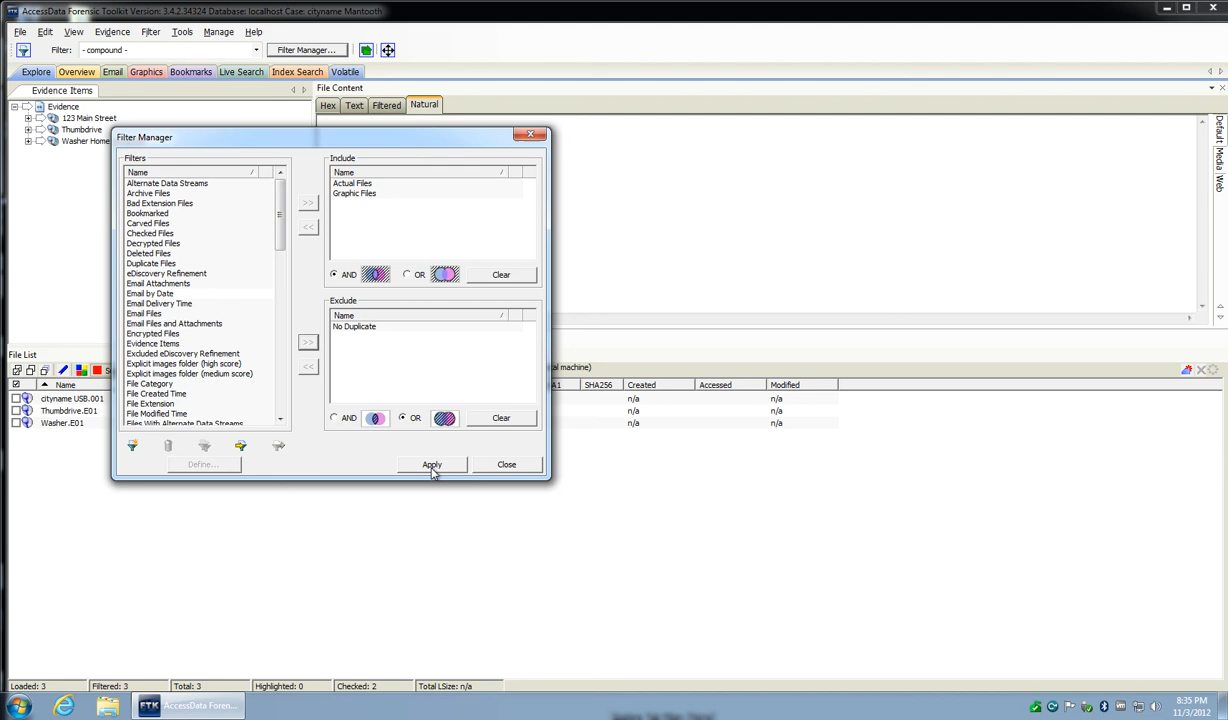 AccessData Forensic Toolkit Version: 3.4.2.34324 Database: localhost Case: cityname Mantooth
File Edit View Evidence Filter Tools Manage Help
Filter: - compound - Filter Manager...
Explore Overview Email Graphics Bookmarks Live Search Index Search Volatile
Evidence Items
File Content
Hex Text Filtered Natural
Default Media Web
Evidence
123 Main Street
Thumbdrive
Washer Home
Filter Manager
Filters
Name
Alternate Data Streams
Archive Files
Bad Extension Files
Bookmarked
Carved Files
Checked Files
Decrypted Files
Deleted Files
Duplicate Files
eDiscovery Refinement
Email Attachments
Email by Date
Email Delivery Time
Email Files
Email Files and Attachments
Encrypted Files
Evidence Items
Excluded eDiscovery Refinement
Explicit images folder (high score)
Explicit images folder (medium score)
File Category
File Created Time
File Extension
File Modified Time
Files With Alternate Data Streams
Define...
>>
<<
>>
<<
Include
Name
Actual Files
Graphic Files
AND OR Clear
Exclude
Name
No Duplicate
AND OR Clear
Apply Close
File List
al machine)
Name A1 SHA256 Created Accessed Modified
cityname USB.001 n/a n/a
Thumbdrive.E01 n/a n/a
Washer.E01 n/a n/a
Loaded: 3 Filtered: 3 Total: 3 Highlighted: 0 Checked: 2 Total LSize: n/a
FTK AccessData Foren...
8:35 PM
11/3/2012